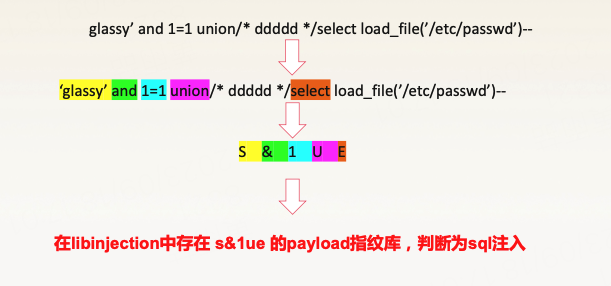 glassy’ and 1=1 union/* ddddd */select load_file(’/etc/passwd’)--
‘glassy’ and 1=1 union/* ddddd */select load_file(’/etc/passwd’)--
S & 1 U E
在libinjection中存在 s&1ue 的payload指纹库，判断为sql注入